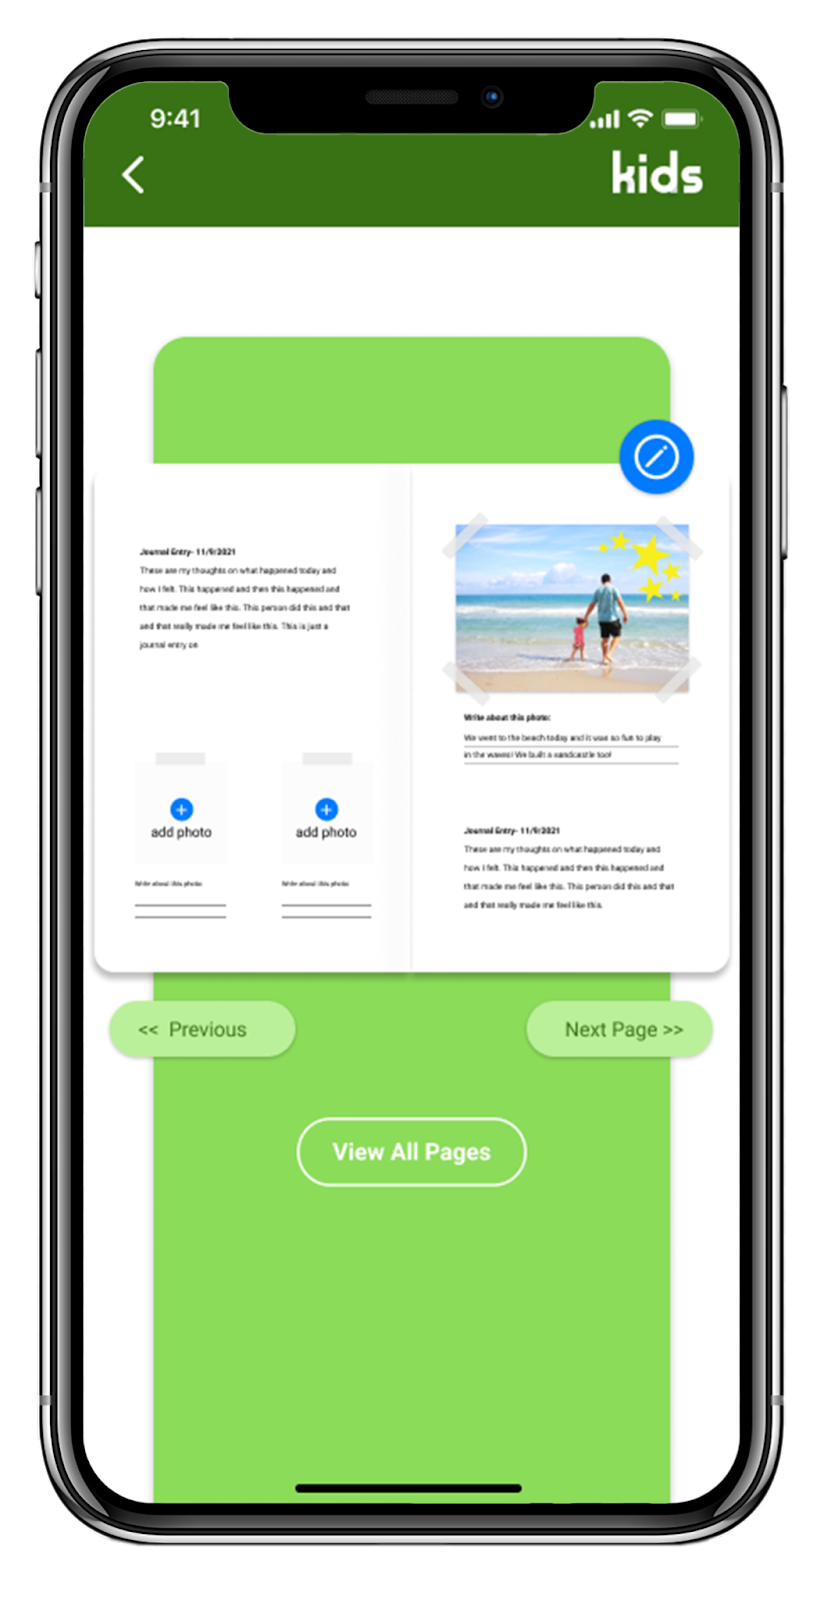 9:41
kids
Journal Entry- 11/9/2021
These are my thoughts on what happened today and
how I felt. This happened and then this happened and
that made me feel like this. This person did this and that
and that really made me feel like this. This is just a
journal entry on
add photo
add photo
Write about this photo:
Write about this photo:
Write about this photo:
We went to the beach today and it was so fun to play
in the waves! We built a sandcastle too!
Journal Entry- 11/9/2021
These are my thoughts on what happened today and
how I felt. This happened and then this happened and
that made me feel like this. This person did this and that
and that really made me feel like this.
<< Previous
Next Page >>
View All Pages